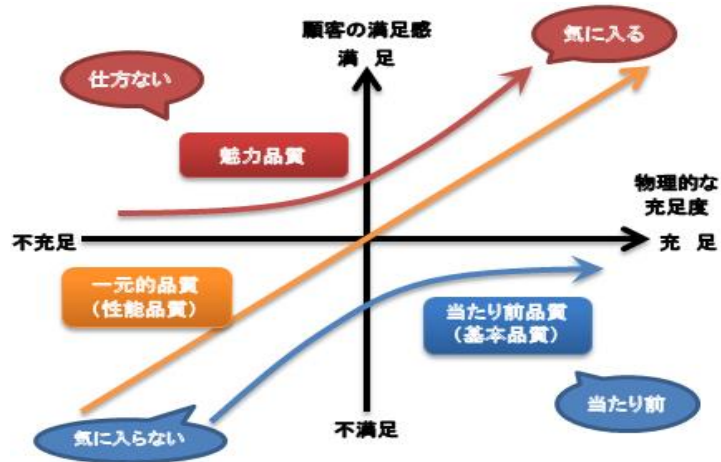 顧客の満足感
満 足
気に入る
仕方ない
魅力品質
物理的な
充足度
不充足
充 足
一元的品質
(性能品質)
当たり前品質
(基本品質)
気に入らない
不満足
当たり前